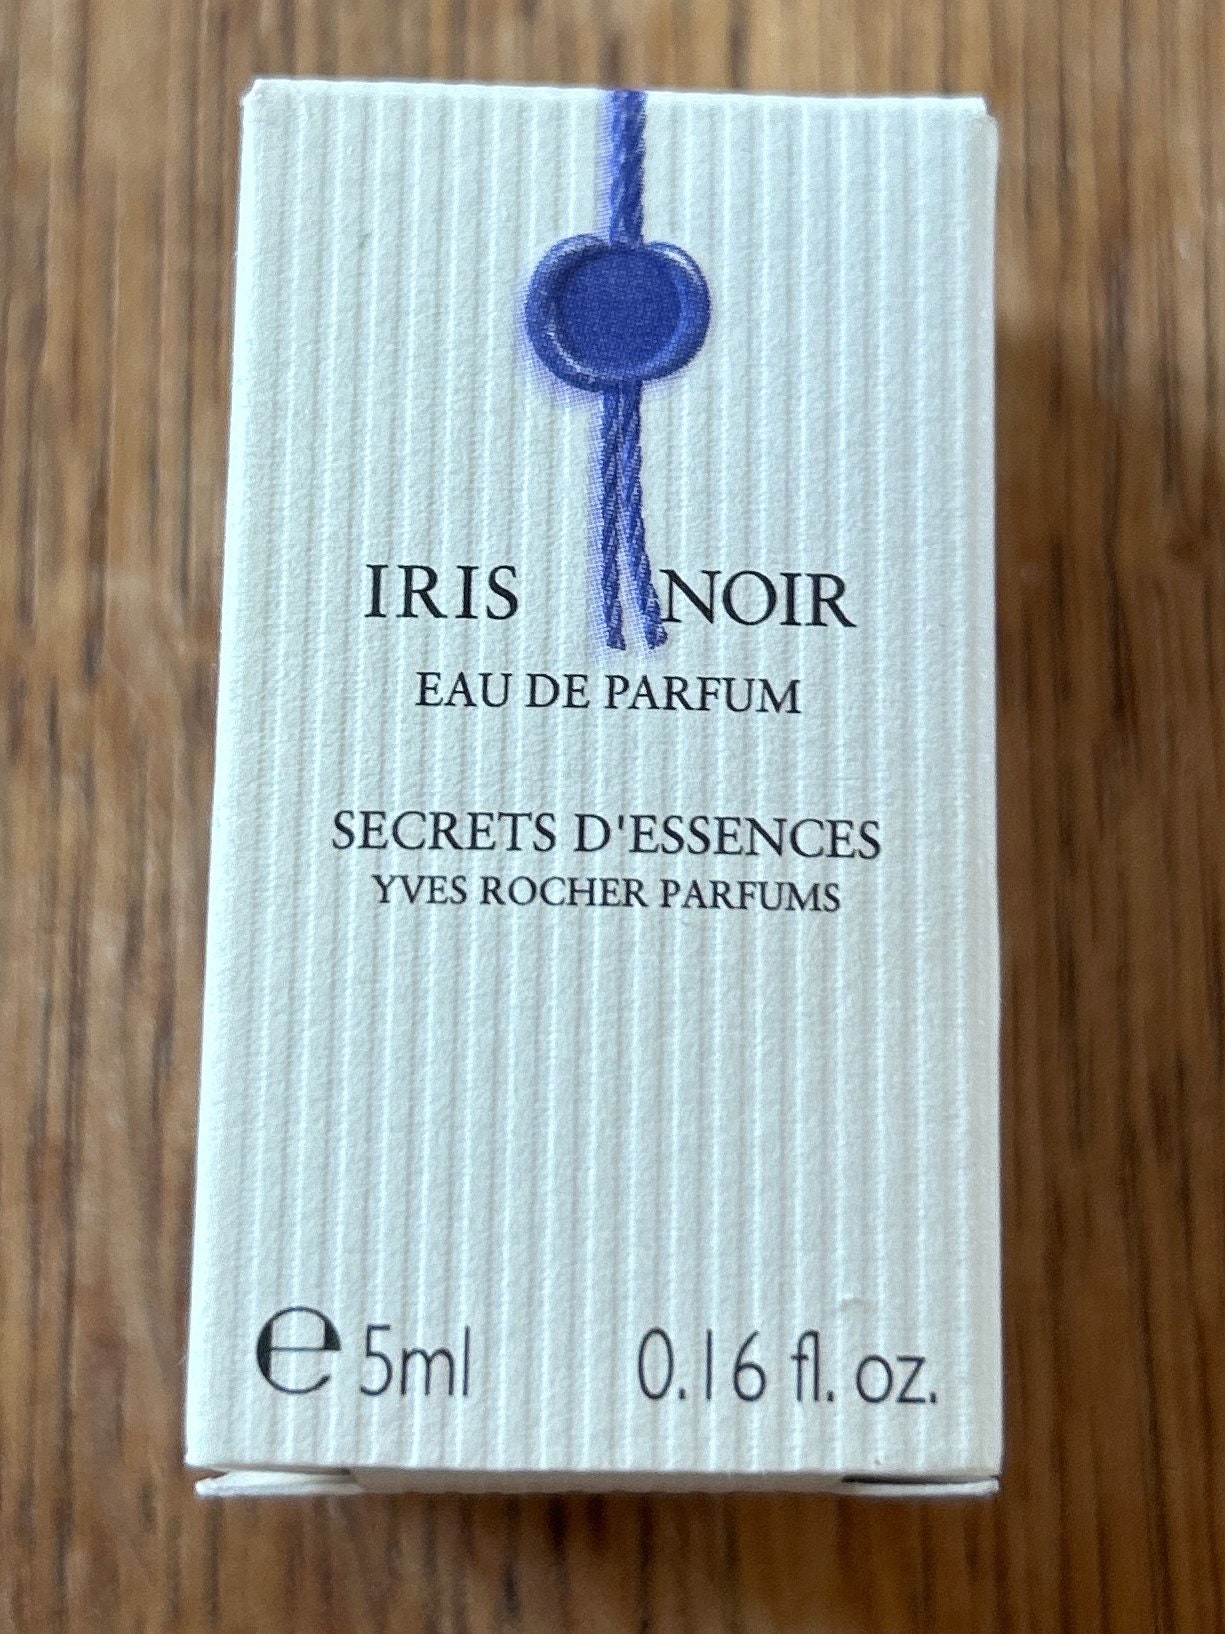 IRIS NOIR
EAU DE PARFUM
SECRETS D'ESSENCES
YVES ROCHER PARFUMS
e 5ml 0.16 fl. oz.